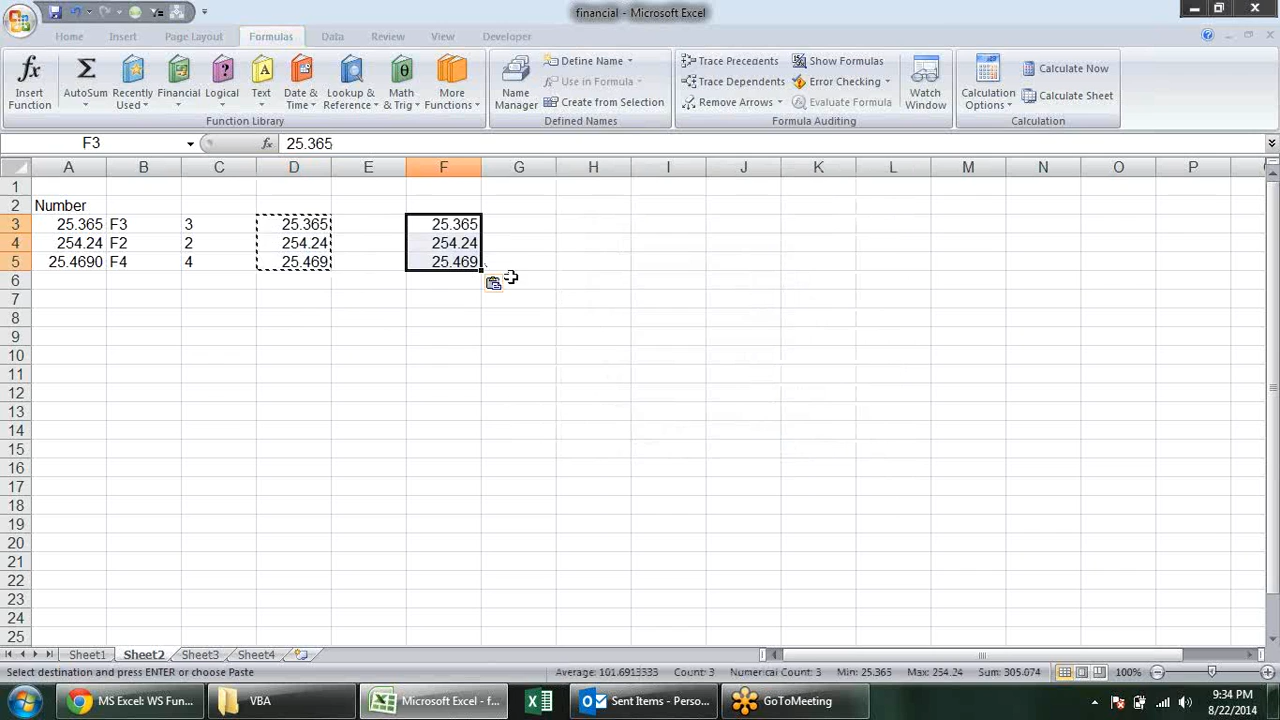 financial - Microsoft Excel
Home Insert Page Layout Formulas Data Review View Developer
Insert Function
AutoSum
Recently Used
Financial
Logical
Text
Date & Time
Lookup & Reference
Math & Trig
More Functions
Function Library
Name Manager
Define Name
Use in Formula
Create from Selection
Defined Names
Trace Precedents
Trace Dependents
Remove Arrows
Show Formulas
Error Checking
Evaluate Formula
Formula Auditing
Watch Window
Calculation Options
Calculate Now
Calculate Sheet
Calculation
F3 fx 25.365
A B C D E F G H I J K L M N O P
1
2 Number
3 25.365 F3 3 25.365 25.365
4 254.24 F2 2 254.24 254.24
5 25.4690 F4 4 25.469 25.469
6
7
8
9
10
11
12
13
14
15
16
17
18
19
20
21
22
23
24
25
Sheet1 Sheet2 Sheet3 Sheet4
Select destination and press ENTER or choose Paste Average: 101.6913333 Count: 3 Numerical Count: 3 Min: 25.365 Max: 254.24 Sum: 305.074 100%
MS Excel: WS Fun... VBA Microsoft Excel - f... Sent Items - Perso... GoToMeeting
9:34 PM
8/22/2014